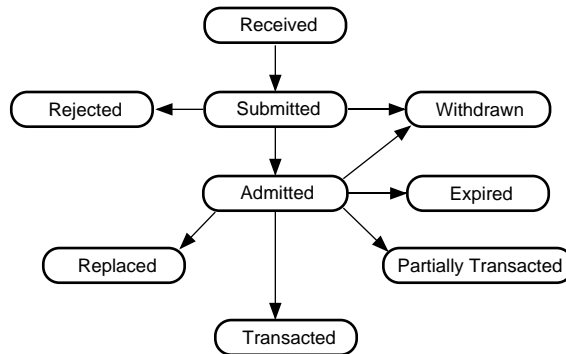 Received
Rejected
Submitted
Withdrawn
Admitted
Expired
Replaced
Partially Transacted
Transacted